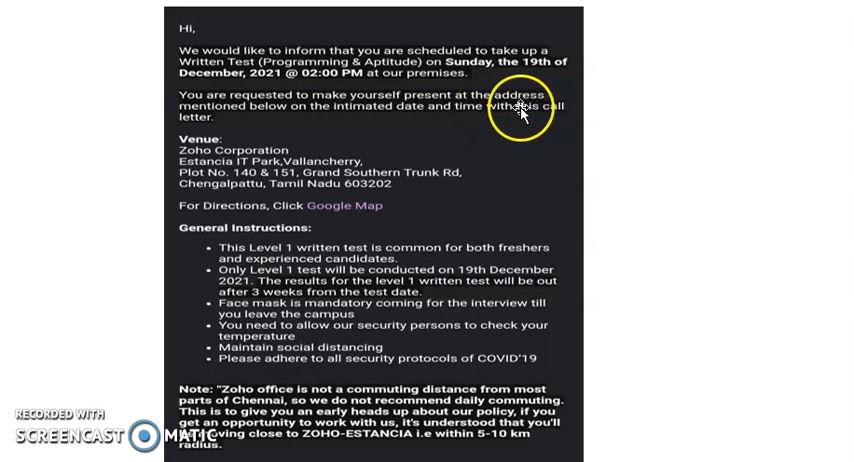 Hi,
We would like to inform that you are scheduled to take up a
Written Test (Programming & Aptitude) on Sunday, the 19th of
December, 2021 @ 02:00 PM at our premises.
You are requested to make yourself present at the address
mentioned below on the intimated date and time with this call
letter.
Venue:
Zoho Corporation
Estancia IT Park,Vallancherry,
Plot No. 140 & 151, Grand Southern Trunk Rd,
Chengalpattu, Tamil Nadu 603202
For Directions, Click Google Map
General Instructions:
• This Level 1 written test is common for both freshers
and experienced candidates.
• Only Level 1 test will be conducted on 19th December
2021. The results for the level 1 written test will be out
after 3 weeks from the test date.
• Face mask is mandatory coming for the interview till
you leave the campus
• You need to allow our security persons to check your
temperature
• Maintain social distancing
• Please adhere to all security protocols of COVID'19
Note: "Zoho office is not a commuting distance from most
parts of Chennai, so we do not recommend daily commuting.
This is to give you an early heads up about our policy, if you
get an opportunity to work with us, it's understood that you'll
be moving close to ZOHO-ESTANCIA i.e within 5-10 km
radius.
RECORDED WITH
SCREENCAST MATIC